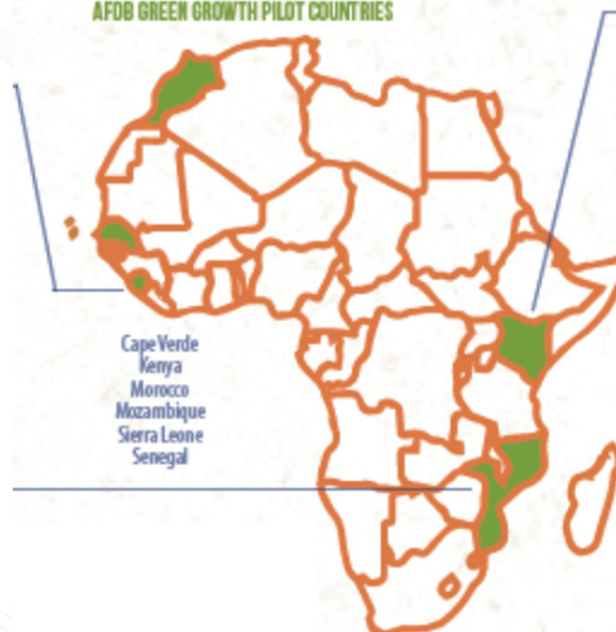 AFDB GREEN GROWTH PILOT COUNTRIES
Cape Verde
Kenya
Morocco
Mozambique
Sierra Leone
Senegal